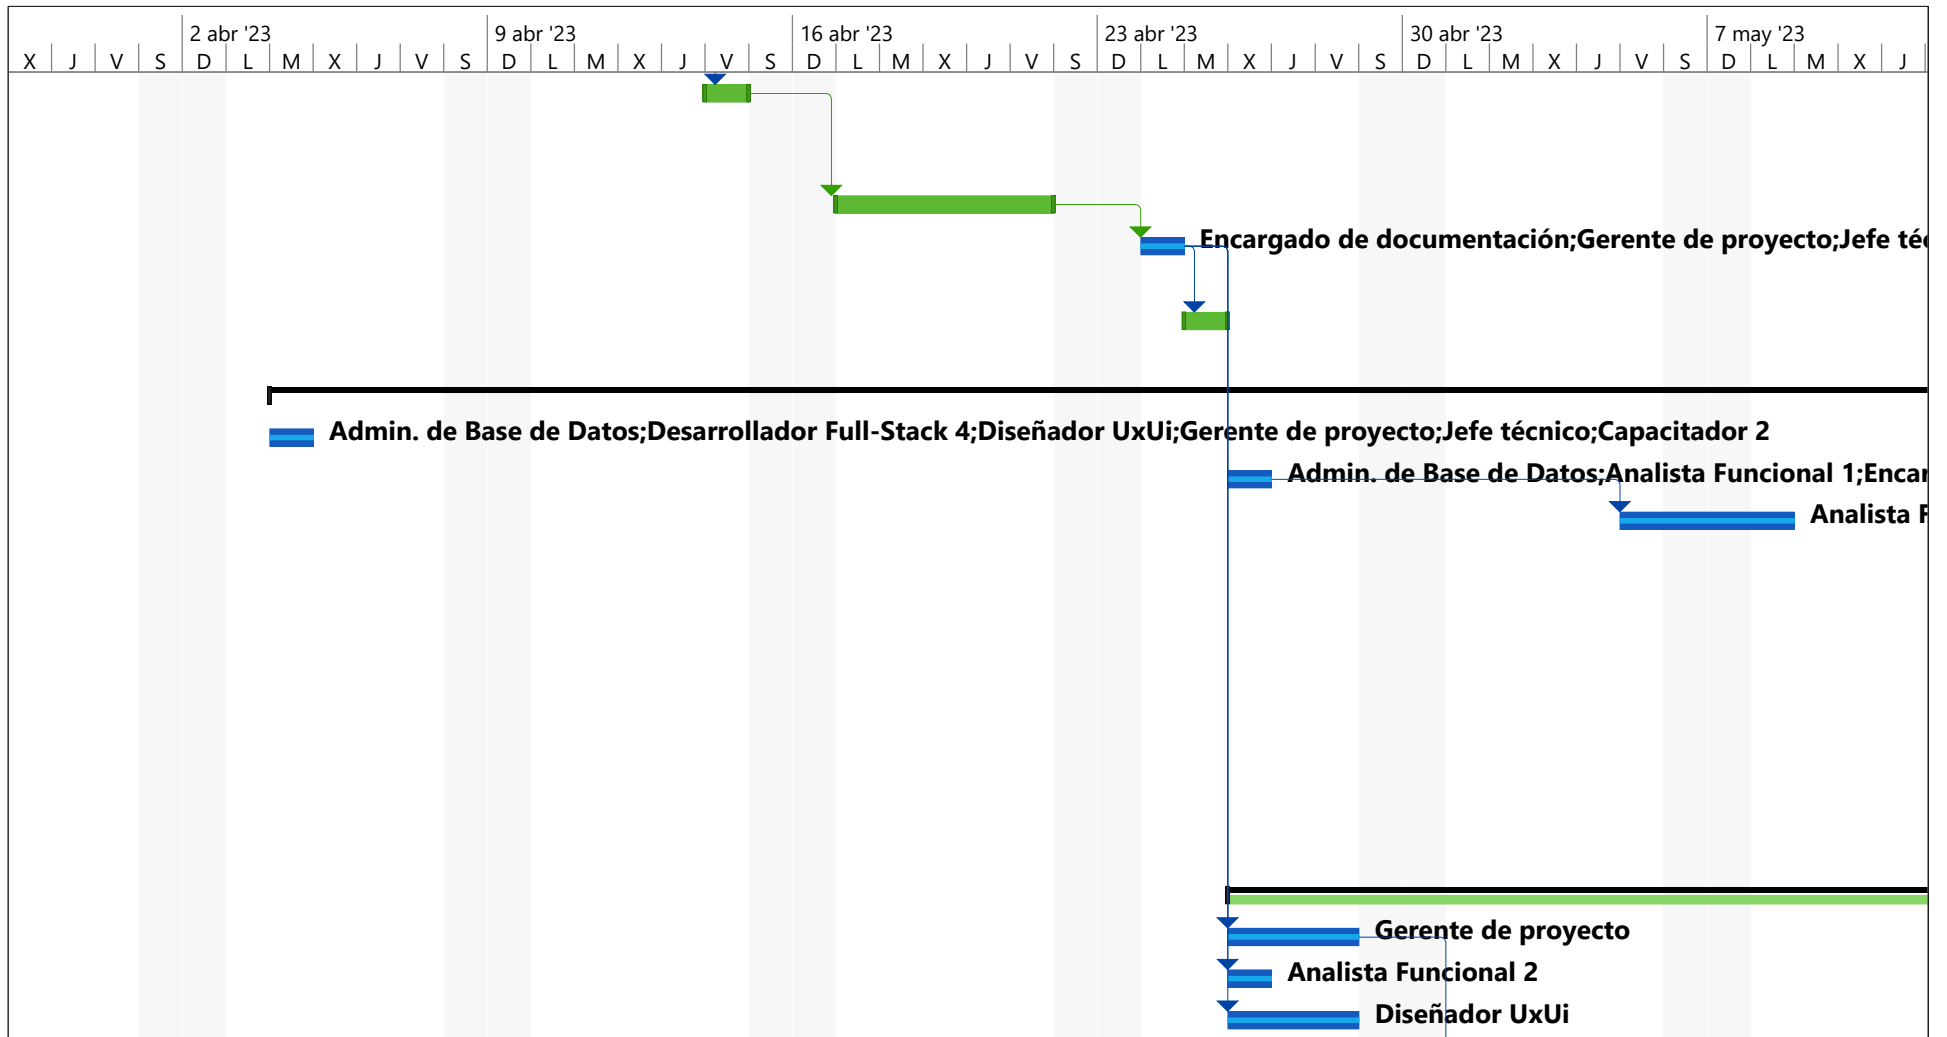 2 abr '23 9 abr '23 16 abr '23 23 abr '23 30 abr '23 7 may '23
X J V S D L M X J V S D L M X J V S D L M X J V S D L M X J V S D L M X J V S D L M X J
Encargado de documentación;Gerente de proyecto;Jefe té
Admin. de Base de Datos;Desarrollador Full-Stack 4;Diseñador UxUi;Gerente de proyecto;Jefe técnico;Capacitador 2
Admin. de Base de Datos;Analista Funcional 1;Encar
Analista F
Gerente de proyecto
Analista Funcional 2
Diseñador UxUi